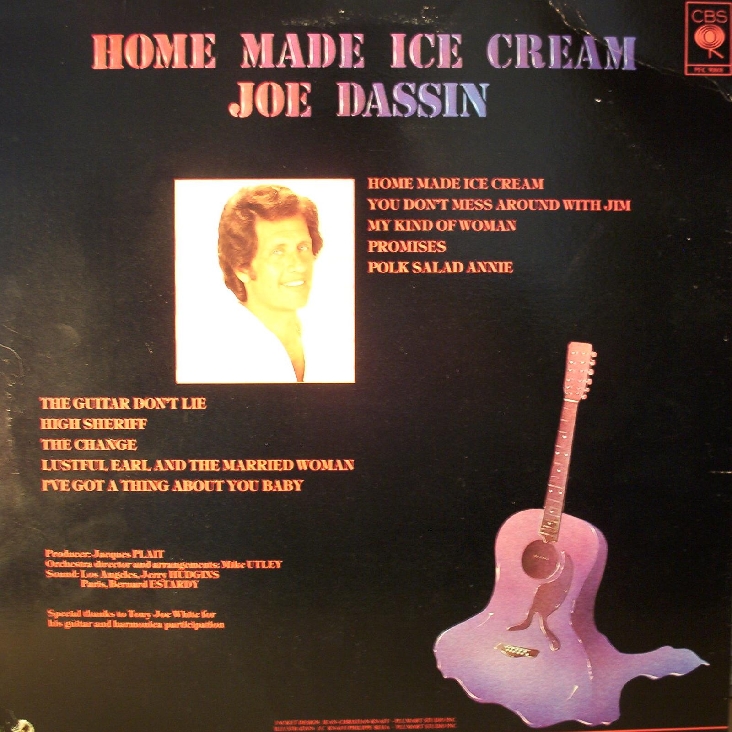 HOME MADE ICE CREAM
JOE DASSIN
CBS
HOME MADE ICE CREAM
YOU DON'T MESS AROUND WITH JIM
MY KIND OF WOMAN
PROMISES
POLK SALAD ANNIE
THE GUITAR DON'T LIE
HIGH SHERIFF
THE CHANGE
LUSTFUL EARL AND THE MARRIED WOMAN
I'VE GOT A THING ABOUT YOU BABY
Producer: Jacques PLAIT
Orchestra director and arrangements: Mike UTLEY
Sound: Los Angeles, Jerry HUDGINS
Paris, Bernard ESTARDY
Special thanks to Tony Joe White for
his guitar and harmonica participation